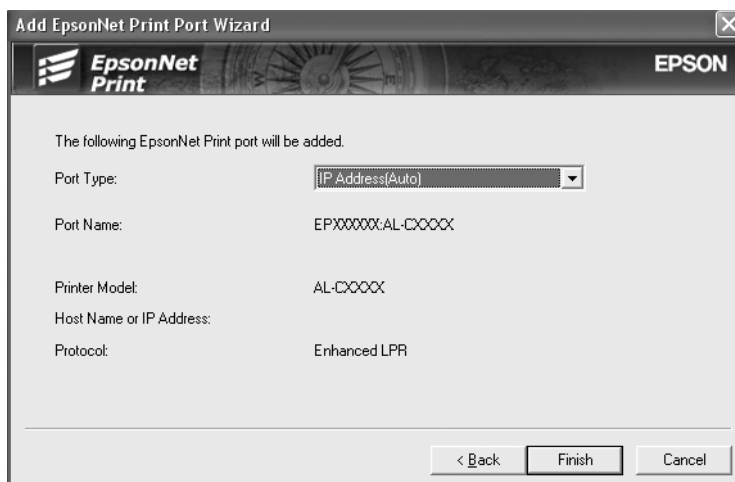 Add EpsonNet Print Port Wizard
EpsonNet
Print
EPSON
The following EpsonNet Print port will be added.
Port Type: IP Address(Auto)
Port Name: EPXXXXXX:AL-CXXXX
Printer Model: AL-CXXXX
Host Name or IP Address:
Protocol: Enhanced LPR
< Back Finish Cancel